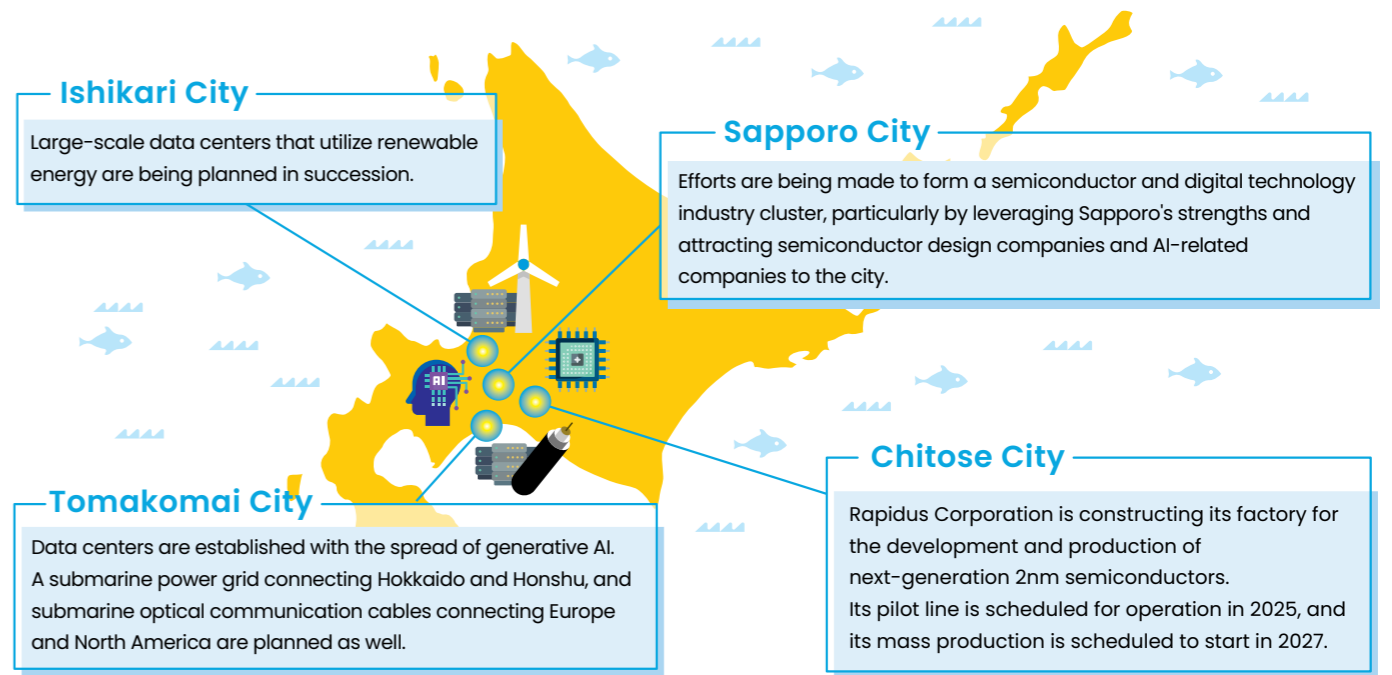 Ishikari City
Large-scale data centers that utilize renewable
energy are being planned in succession.
Sapporo City
Efforts are being made to form a semiconductor and digital technology
industry cluster, particularly by leveraging Sapporo's strengths and
attracting semiconductor design companies and AI-related
companies to the city.
AI
Tomakomai City
Data centers are established with the spread of generative AI.
A submarine power grid connecting Hokkaido and Honshu, and
submarine optical communication cables connecting Europe
and North America are planned as well.
Chitose City
Rapidus Corporation is constructing its factory for
the development and production of
next-generation 2nm semiconductors.
Its pilot line is scheduled for operation in 2025, and
its mass production is scheduled to start in 2027.